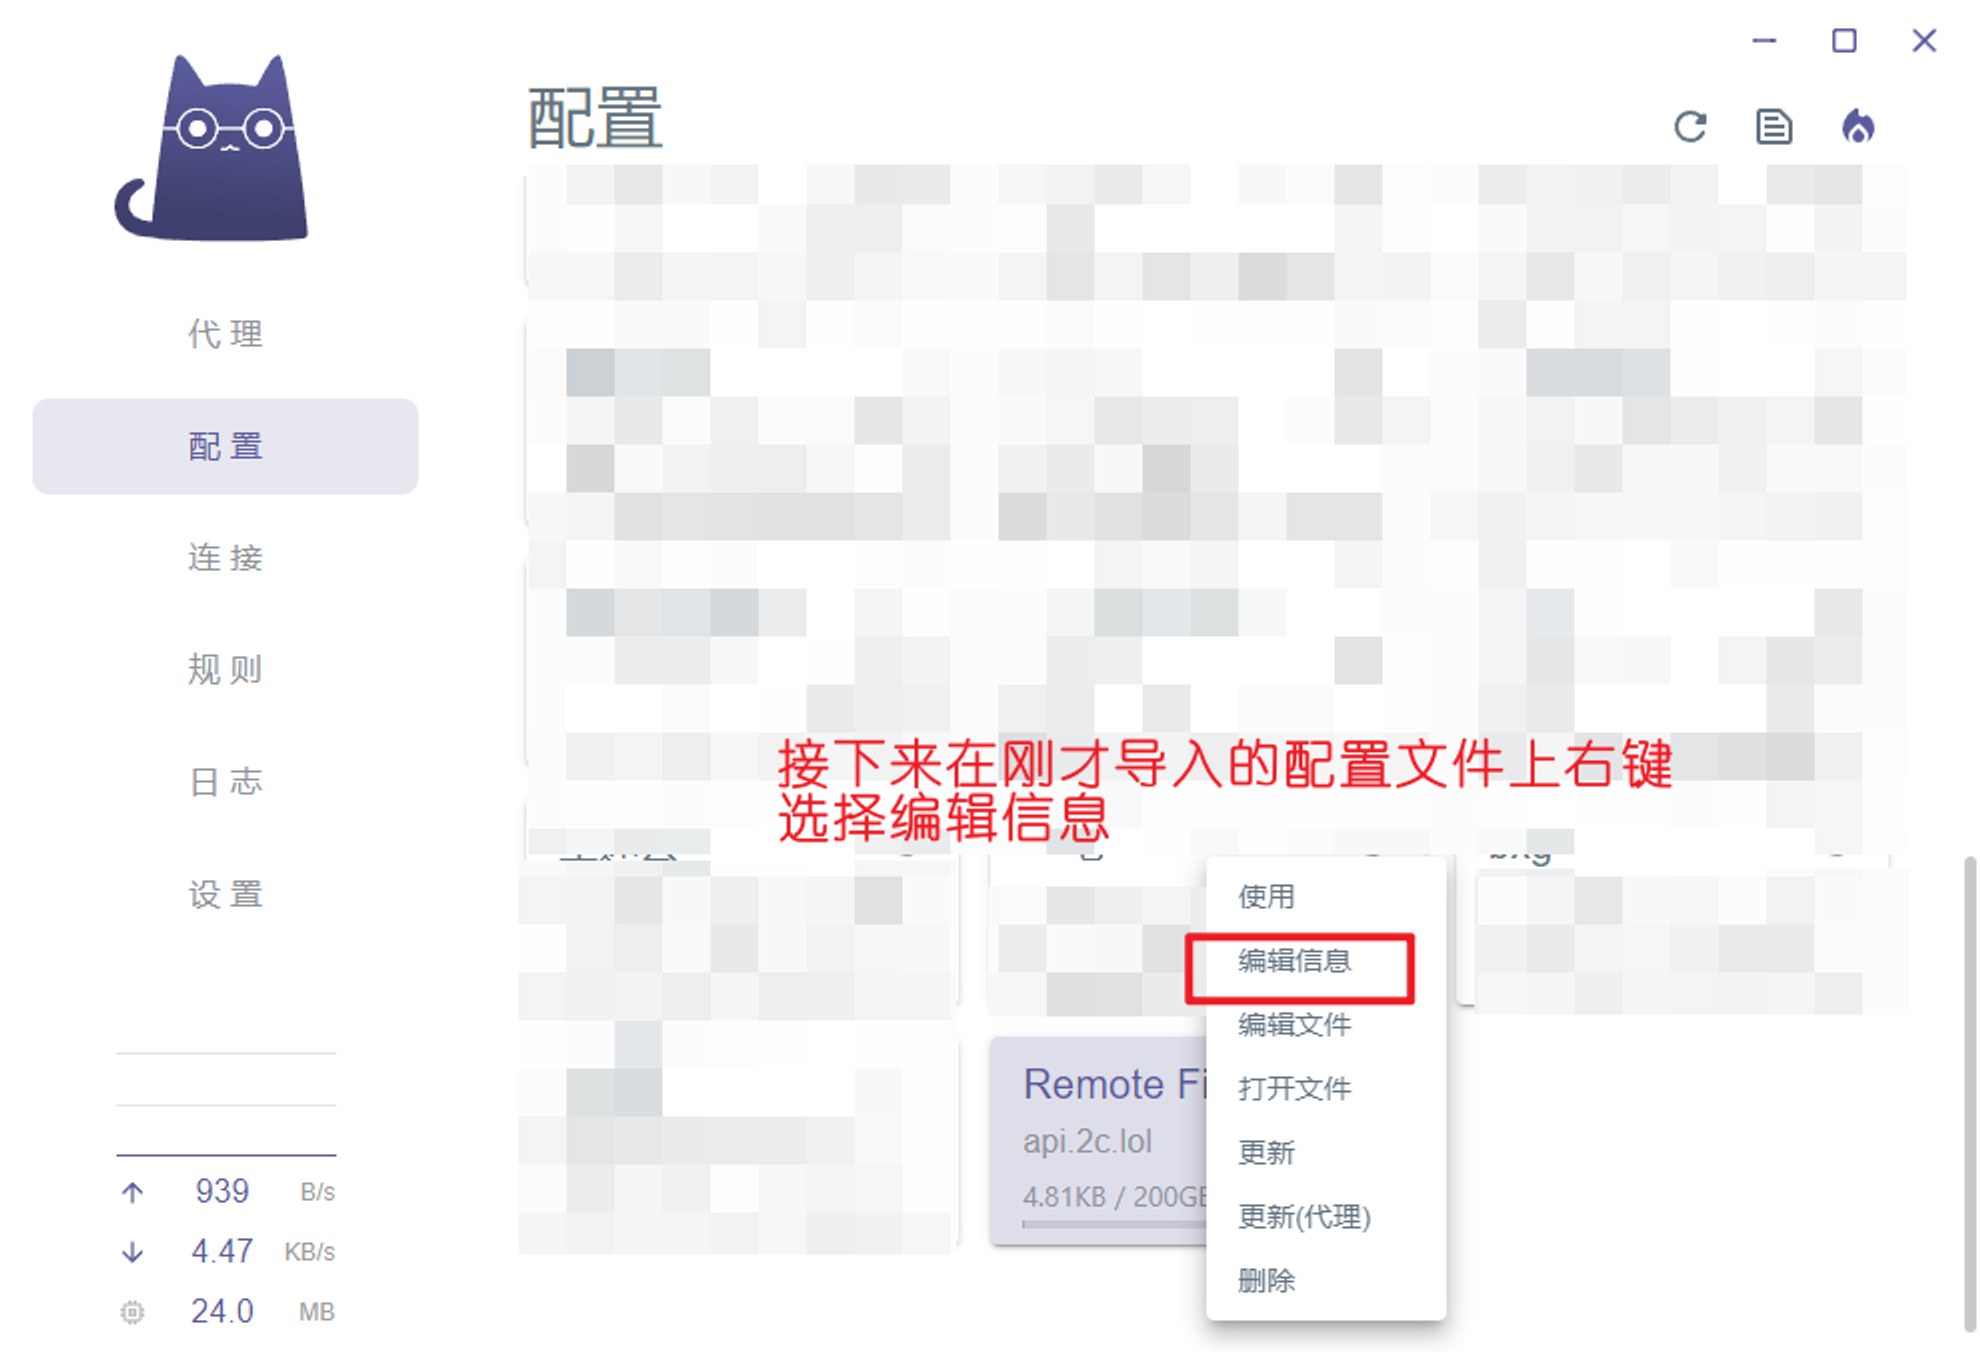 配置
代理
配置
连接
规则
日志
设置
接下来在刚才导入的配置文件上右键
选择编辑信息
bxg
使用
编辑信息
编辑文件
打开文件
更新
更新(代理)
删除
Remote Fi
api.2c.lol
4.81KB / 200GB
939 B/s
4.47 KB/s
24.0 MB